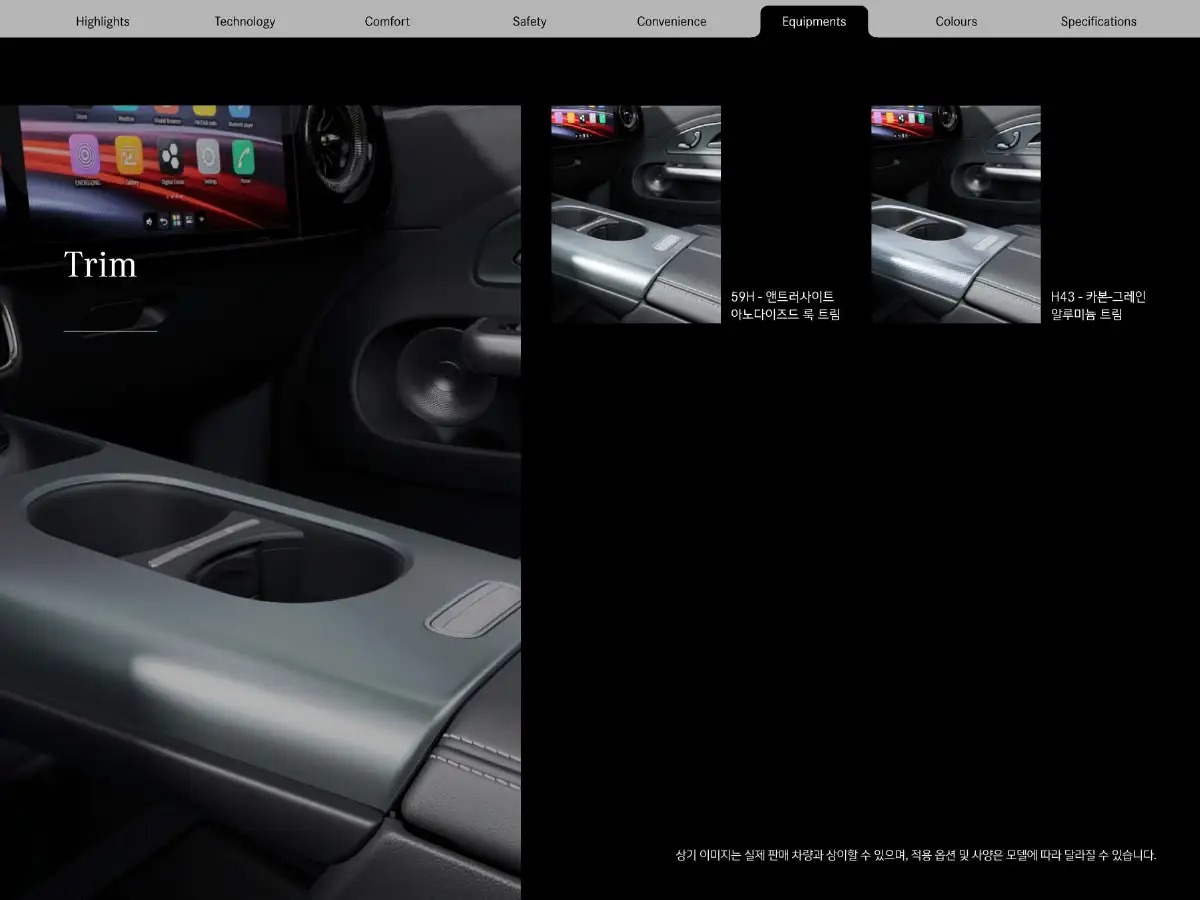 Highlights
Technology
Comfort
Safety
Convenience
Equipments
Colours
Specifications
Trim
59H - 앤트러사이트
아노다이즈드 룩 트림
H43 - 카본-그레인
알루미늄 트림
상기 이미지는 실제 판매 차량과 상이할 수 있으며, 적용 옵션 및 사양은 모델에 따라 달라질 수 있습니다.